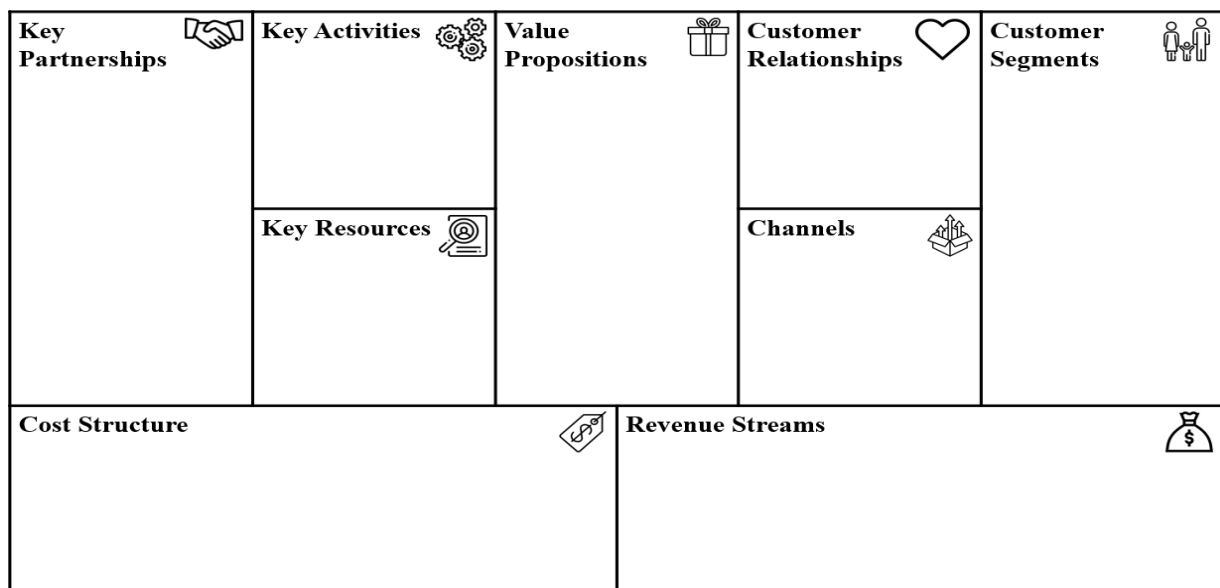 Key
Partnerships
Key Activities
Value
Propositions
Customer
Relationships
Customer
Segments
Key Resources
Channels
Cost Structure
$
Revenue Streams
$